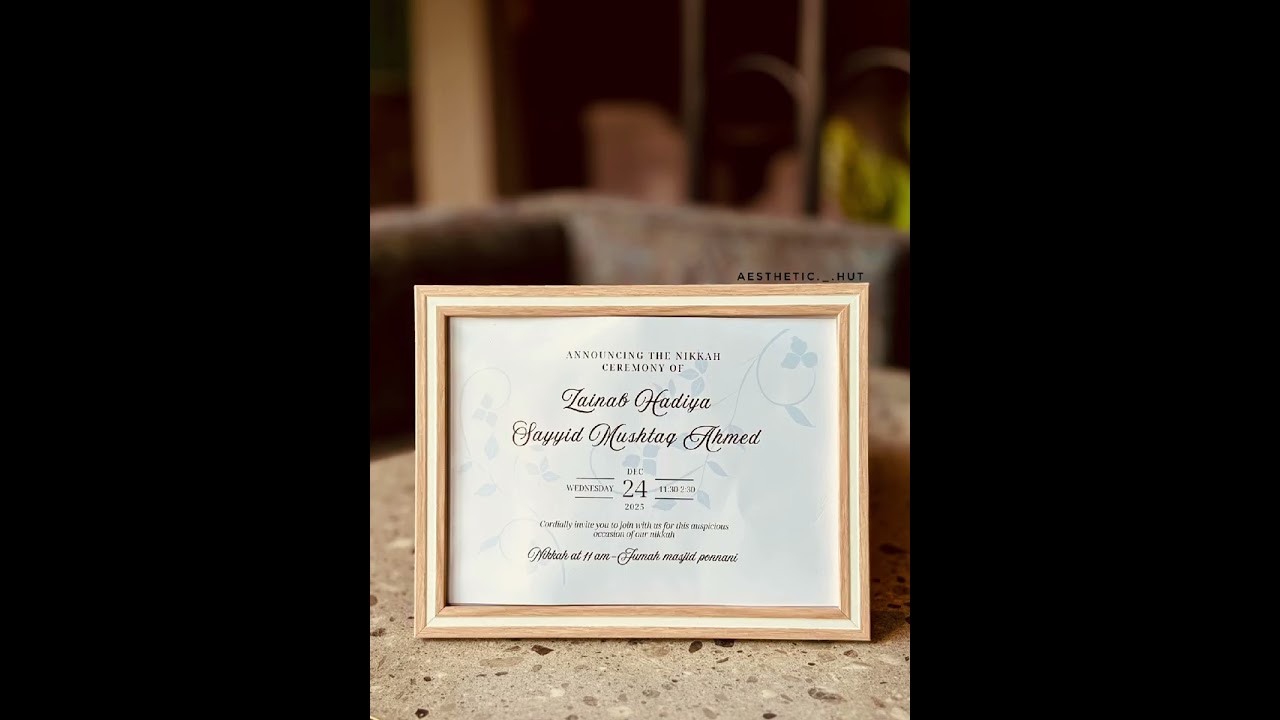 AESTHETIC._.HUT
ANNOUNCING THE NIKKAH
CEREMONY OF
Zainab Hadiya
Sayyid Mushtaq Ahmed
DEC
WEDNESDAY 24 11:30-2:30
2025
Cordially invite you to join with us for this auspicious
occasion of our nikkah
Nikkah at 11 am-Jumah masjid ponnani